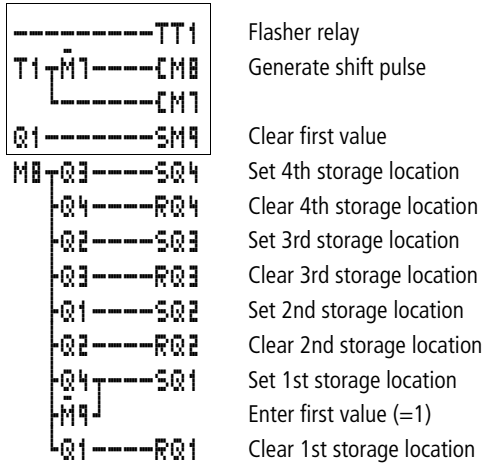 ---------TT1 Flasher relay
T1┬M̄7----[M8 Generate shift pulse
└-----[M7
Q1-------SM9 Clear first value
M8┬Q3----SQ4 Set 4th storage location
├Q4----RQ4 Clear 4th storage location
├Q2----SQ3 Set 3rd storage location
├Q3----RQ3 Clear 3rd storage location
├Q1----SQ2 Set 2nd storage location
├Q2----RQ2 Clear 2nd storage location
├Q4┬---SQ1 Set 1st storage location
├M̄9┘ Enter first value (=1)
└Q1----RQ1 Clear 1st storage location